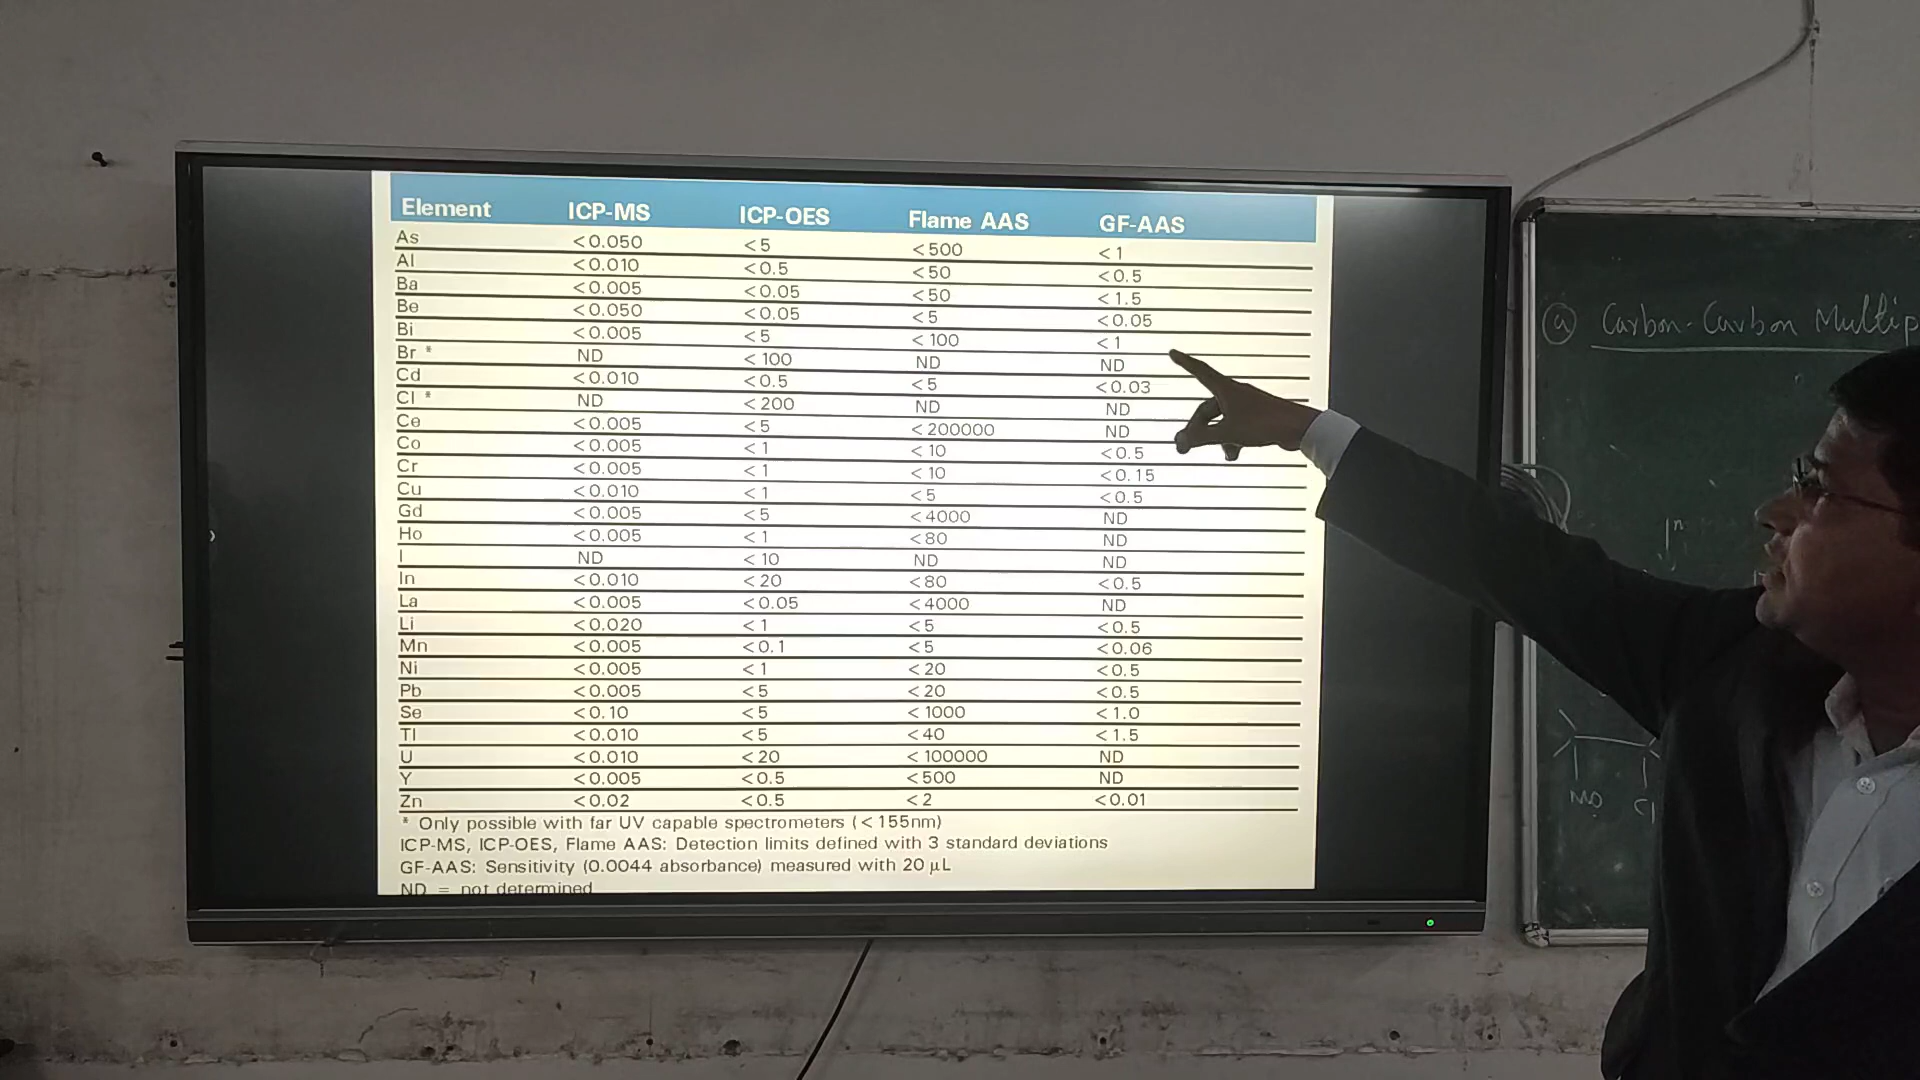 Element ICP-MS ICP-OES Flame AAS GF-AAS
As <0.050 <5 <500 <1
Al <0.010 <0.5 <50 <0.5
Ba <0.005 <0.05 <50 <1.5
Be <0.050 <0.05 <5 <0.05
Bi <0.005 <5 <100 <1
Br * ND <100 ND ND
Cd <0.010 <0.5 <5 <0.03
Cl * ND <200 ND ND
Ce <0.005 <5 <200000 ND
Co <0.005 <1 <10 <0.5
Cr <0.005 <1 <10 <0.15
Cu <0.010 <1 <5 <0.5
Gd <0.005 <5 <4000 ND
Ho <0.005 <1 <80 ND
I ND <10 ND ND
In <0.010 <20 <80 <0.5
La <0.005 <0.05 <4000 ND
Li <0.020 <1 <5 <0.5
Mn <0.005 <0.1 <5 <0.06
Ni <0.005 <1 <20 <0.5
Pb <0.005 <5 <20 <0.5
Se <0.10 <5 <1000 <1.0
Tl <0.010 <5 <40 <1.5
U <0.010 <20 <100000 ND
Y <0.005 <0.5 <500 ND
Zn <0.02 <0.5 <2 <0.01
* Only possible with far UV capable spectrometers (<155nm)
ICP-MS, ICP-OES, Flame AAS: Detection limits defined with 3 standard deviations
GF-AAS: Sensitivity (0.0044 absorbance) measured with 20 µL
ND = not determined
ⓐ Carbon-Carbon Multip